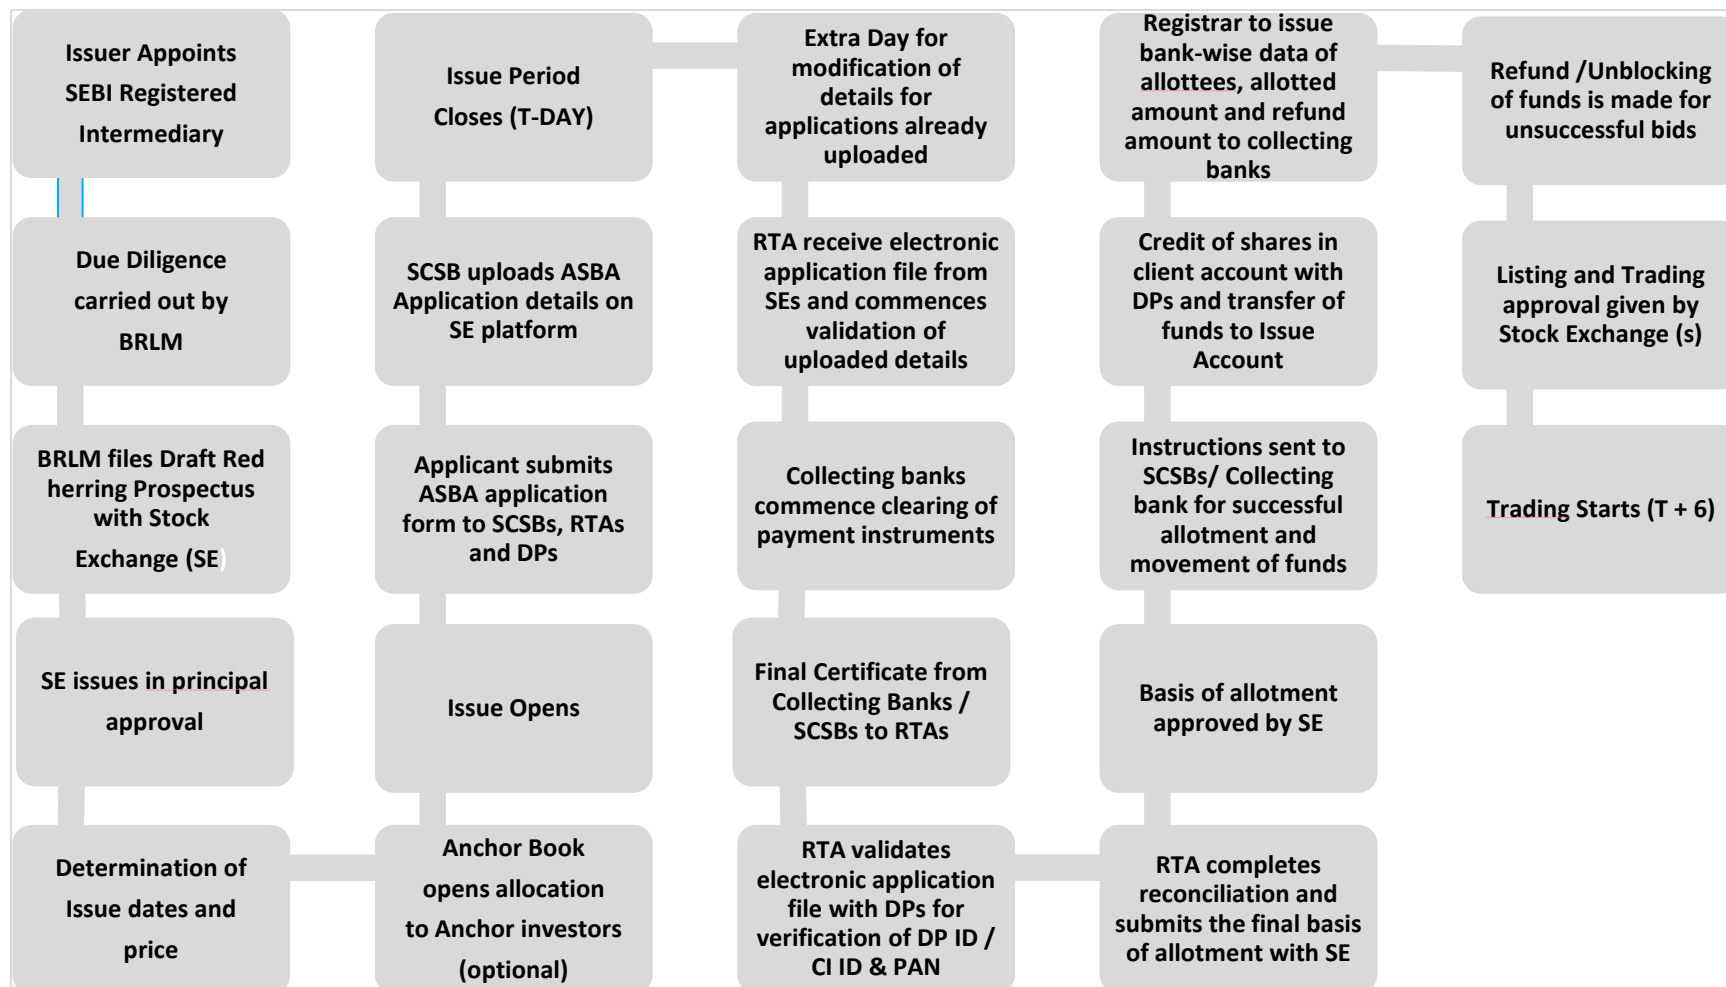 Issuer Appoints
SEBI Registered
Intermediary
Due Diligence
carried out by
BRLM
BRLM files Draft Red
herring Prospectus
with Stock
Exchange (SE)
SE issues in principal
approval
Determination of
Issue dates and
price
Anchor Book
opens allocation
to Anchor investors
(optional)
Issue Opens
Applicant submits
ASBA application
form to SCSBs, RTAs
and DPs
SCSB uploads ASBA
Application details on
SE platform
Issue Period
Closes (T-DAY)
Extra Day for
modification of
details for
applications already
uploaded
RTA receive electronic
application file from
SEs and commences
validation of
uploaded details
Collecting banks
commence clearing of
payment instruments
Final Certificate from
Collecting Banks /
SCSBs to RTAs
RTA validates
electronic application
file with DPs for
verification of DP ID /
CI ID & PAN
RTA completes
reconciliation and
submits the final basis
of allotment with SE
Basis of allotment
approved by SE
Instructions sent to
SCSBs/ Collecting
bank for successful
allotment and
movement of funds
Credit of shares in
client account with
DPs and transfer of
funds to Issue
Account
Registrar to issue
bank-wise data of
allottees, allotted
amount and refund
amount to collecting
banks
Refund /Unblocking
of funds is made for
unsuccessful bids
Listing and Trading
approval given by
Stock Exchange (s)
Trading Starts (T + 6)